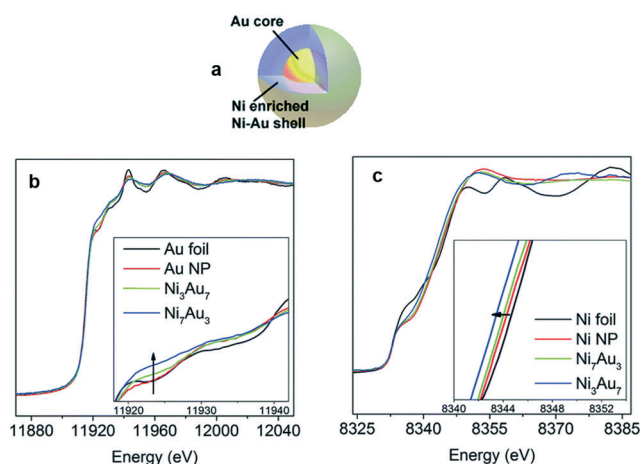 Au core
a
Ni enriched
Ni-Au shell
b
Au foil
Au NP
Ni₃Au₇
Ni₇Au₃
11920 11930 11940
11880 11920 11960 12000 12040
Energy (eV)
c
Ni foil
Ni NP
Ni₇Au₃
Ni₃Au₇
8340 8344 8348 8352
8325 8340 8355 8370 8385
Energy (eV)